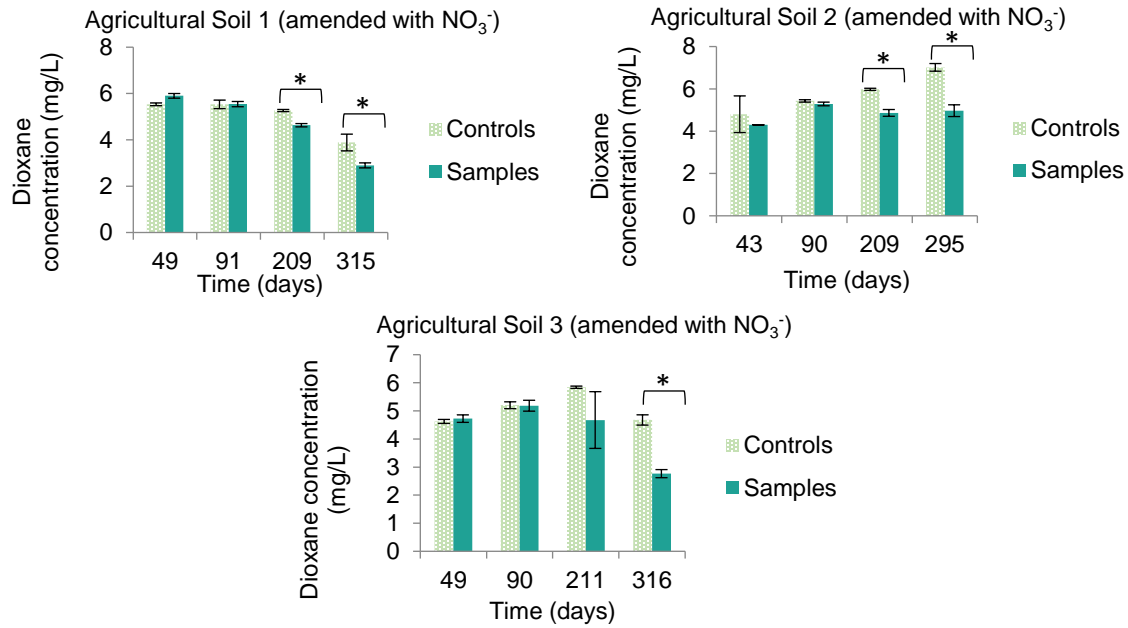 Agricultural Soil 1 (amended with NO₃⁻)
Dioxane
concentration (mg/L)
8
6
4
2
0
*
*
49 91 209 315
Time (days)
Controls
Samples
Agricultural Soil 2 (amended with NO₃⁻)
Dioxane
concentration (mg/L)
8
6
4
2
0
*
*
43 90 209 295
Time (days)
Controls
Samples
Agricultural Soil 3 (amended with NO₃⁻)
Dioxane concentration
(mg/L)
7
6
5
4
3
2
1
0
*
49 90 211 316
Time (days)
Controls
Samples